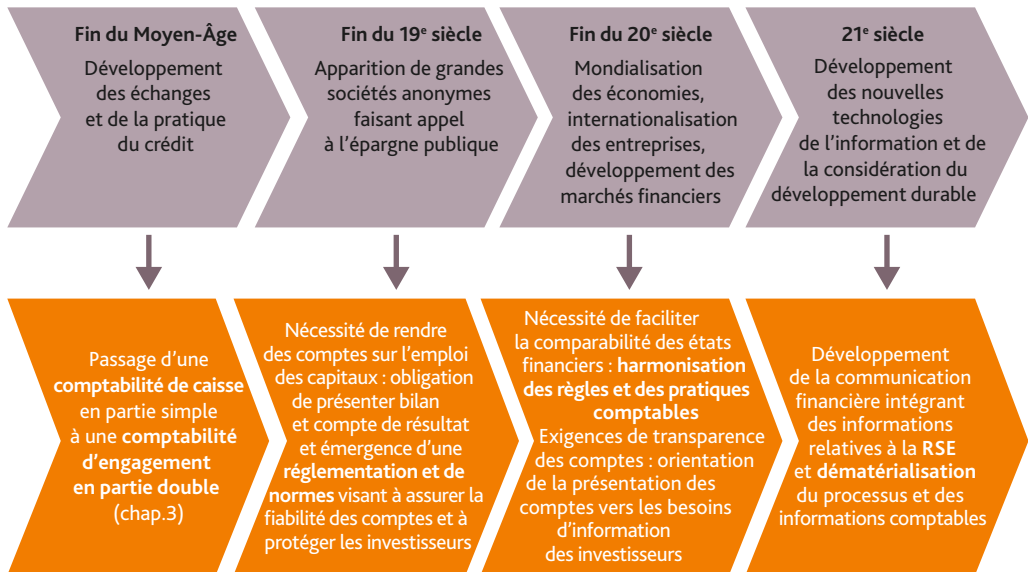 Fin du Moyen-Âge
Développement
des échanges
et de la pratique
du crédit
Fin du 19e siècle
Apparition de grandes
sociétés anonymes
faisant appel
à l'épargne publique
Fin du 20e siècle
Mondialisation
des économies,
internationalisation
des entreprises,
développement des
marchés financiers
21e siècle
Développement
des nouvelles
technologies
de l'information et de
la considération du
développement durable
Passage d'une
comptabilité de caisse
en partie simple
à une comptabilité
d'engagement
en partie double
(chap.3)
Nécessité de rendre
des comptes sur l'emploi
des capitaux : obligation
de présenter bilan
et compte de résultat
et émergence d'une
réglementation et de
normes visant à assurer la
fiabilité des comptes et à
protéger les investisseurs
Nécessité de faciliter
la comparabilité des états
financiers : harmonisation
des règles et des pratiques
comptables
Exigences de transparence
des comptes : orientation
de la présentation des
comptes vers les besoins
d'information
des investisseurs
Développement
de la communication
financière intégrant
des informations
relatives à la RSE
et dématérialisation
du processus et des
informations comptables